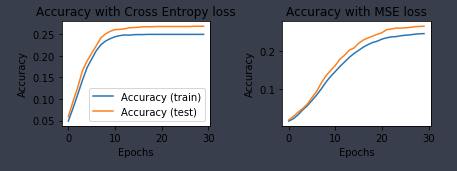 Accuracy with Cross Entropy loss
Accuracy
0.25
0.20
0.15
0.10
0.05
Accuracy (train)
Accuracy (test)
0
10
20
30
Epochs
Accuracy with MSE loss
Accuracy
0.2
0.1
0
10
20
30
Epochs